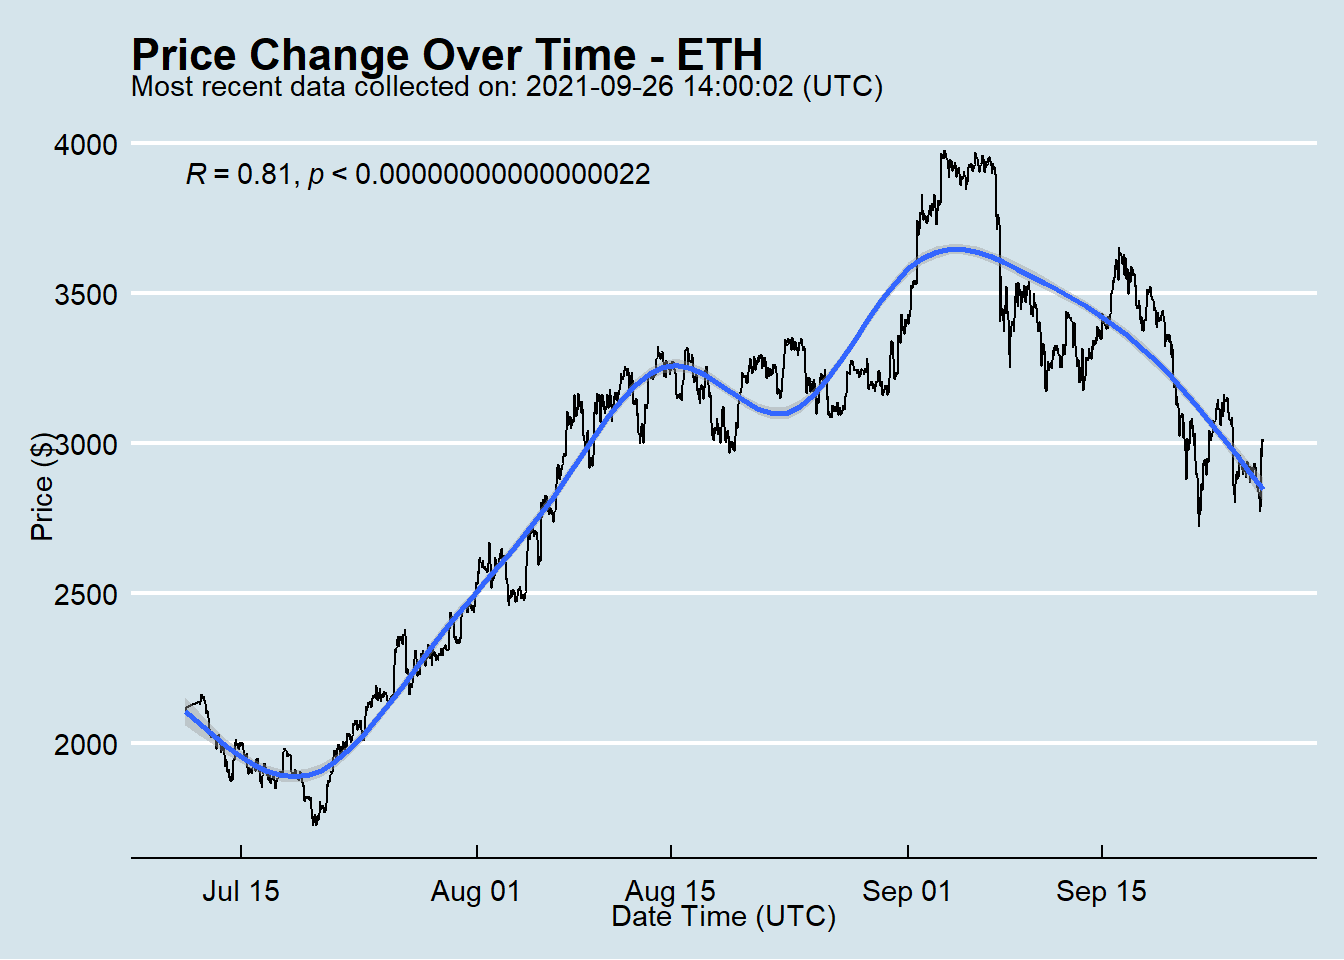 Price Change Over Time - ETH
Most recent data collected on: 2021-09-26 14:00:02 (UTC)
R = 0.81, p < 0.00000000000000022
4000
3500
3000
2500
2000
Price ($)
Jul 15 Aug 01 Aug 15 Sep 01 Sep 15
Date Time (UTC)